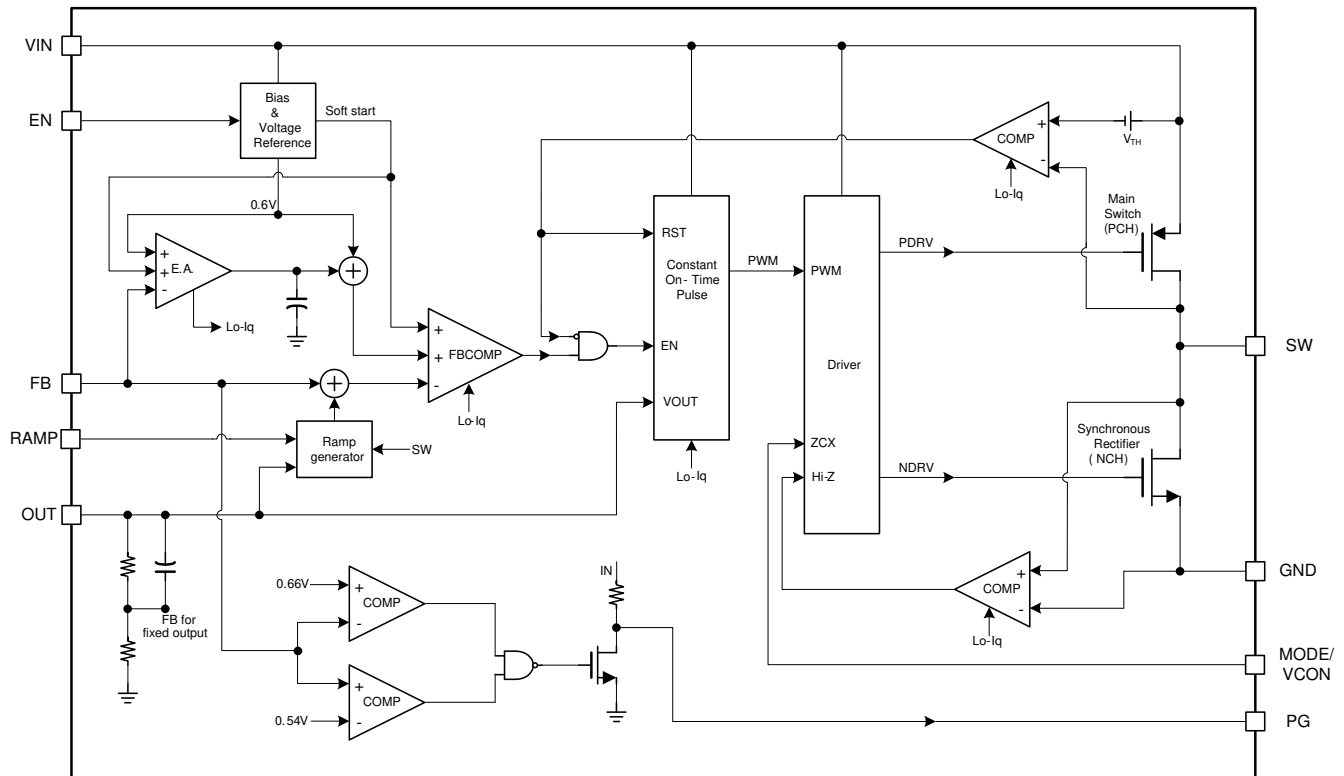 VIN
EN
FB
RAMP
OUT
Bias
&
Voltage
Reference
Soft start
0.6V
+
+
-
E.A.
Lo-Iq
+
+
Ramp
generator
SW
+
+
-
FBCOMP
Lo-Iq
RST
EN
VOUT
Constant
On- Time
Pulse
Lo-Iq
PWM
PWM
ZCX
Hi-Z
Driver
PDRV
NDRV
+
-
COMP
VTH
Lo-Iq
Main
Switch
(PCH)
Synchronous
Rectifier
( NCH)
+
-
COMP
Lo-Iq
FB for
fixed output
0.66V
+
-
COMP
0.54V
+
-
COMP
IN
SW
GND
MODE/
VCON
PG